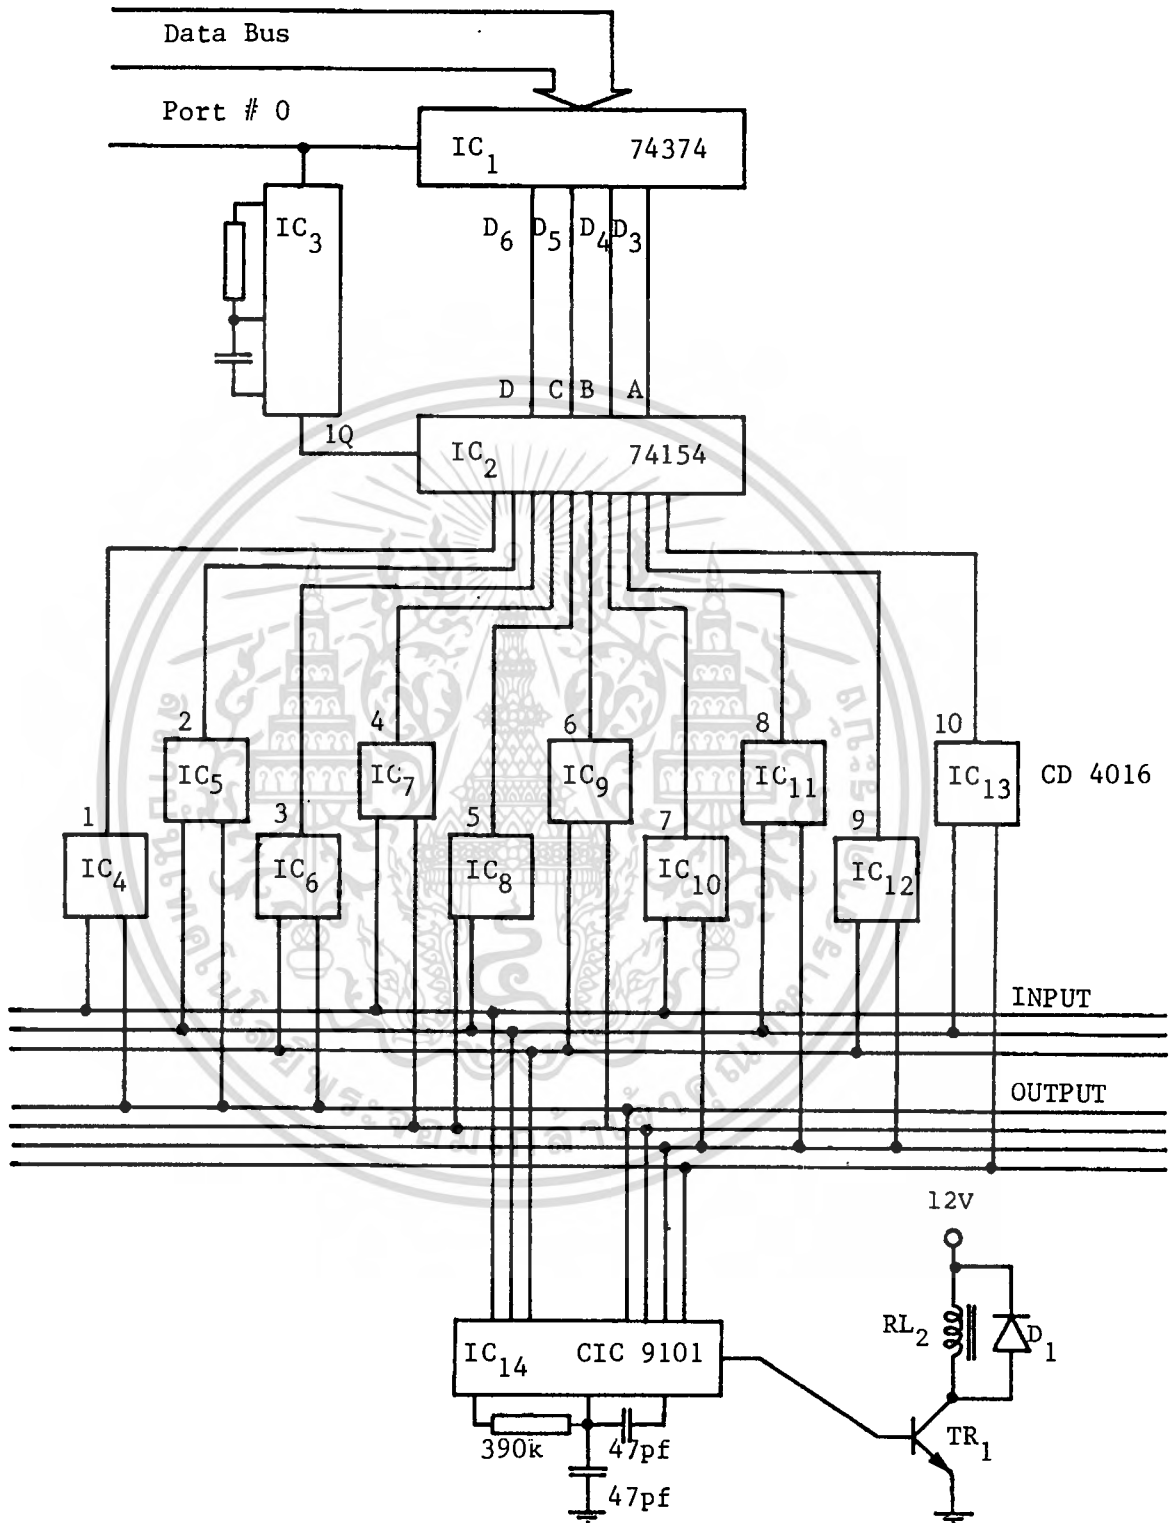 Data Bus
Port # 0
IC1 74374
IC3
D6 D5 D4 D3
D C B A
1Q
IC2 74154
2 4 6 8 10
IC5 IC7 IC9 IC11 IC13 CD 4016
1 3 5 7 9
IC4 IC6 IC8 IC10 IC12
INPUT
OUTPUT
12V
RL2 D1
IC14 CIC 9101
TR1
390k 47pf
47pf